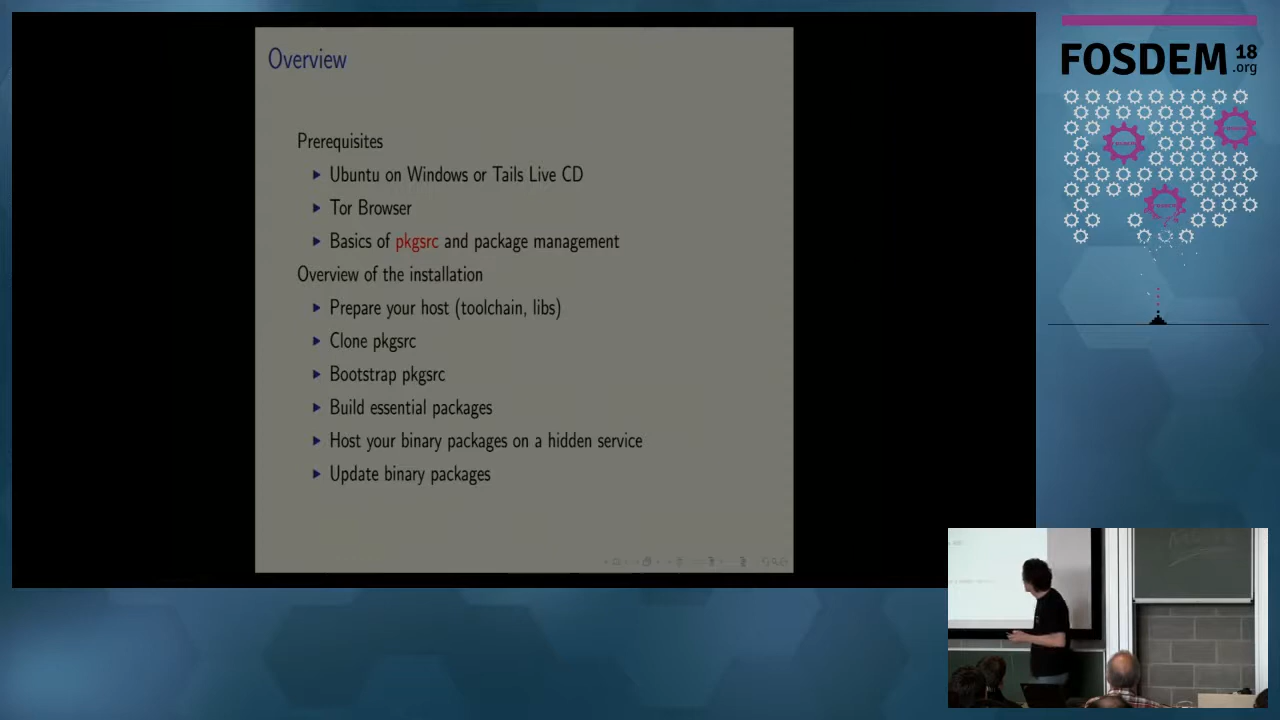 Overview
Prerequisites
Ubuntu on Windows or Tails Live CD
Tor Browser
Basics of pkgsrc and package management
Overview of the installation
Prepare your host (toolchain, libs)
Clone pkgsrc
Bootstrap pkgsrc
Build essential packages
Host your binary packages on a hidden service
Update binary packages
FOSDEM 18
.org